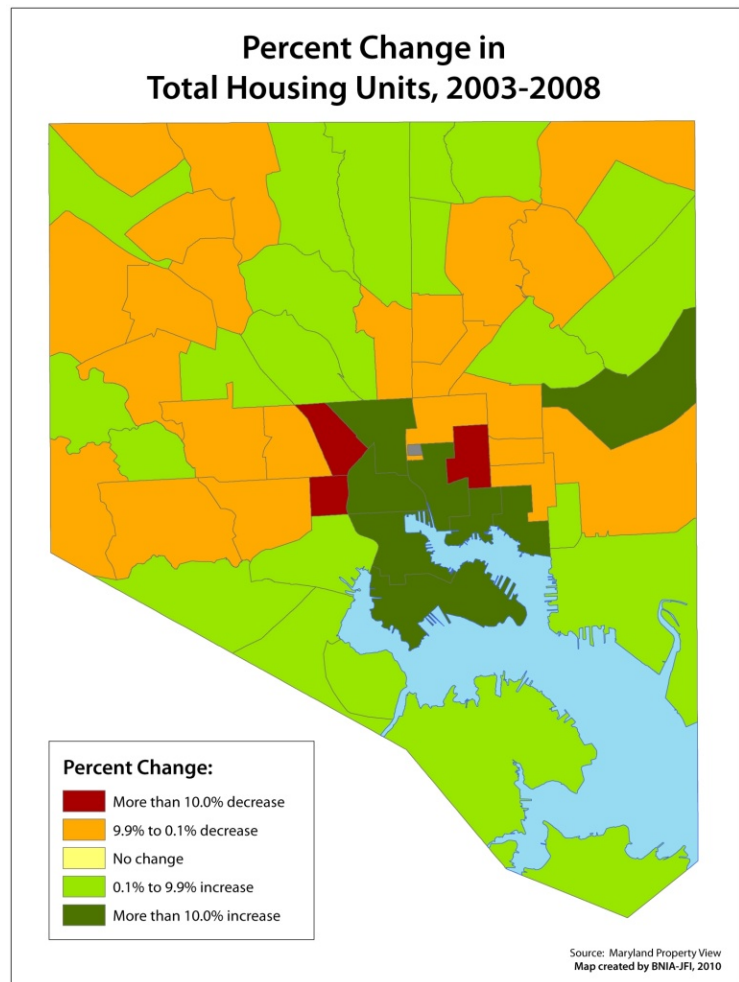 Percent Change in
Total Housing Units, 2003-2008
Percent Change:
More than 10.0% decrease
9.9% to 0.1% decrease
No change
0.1% to 9.9% increase
More than 10.0% increase
Source: Maryland Property View
Map created by BNIA-JFI, 2010